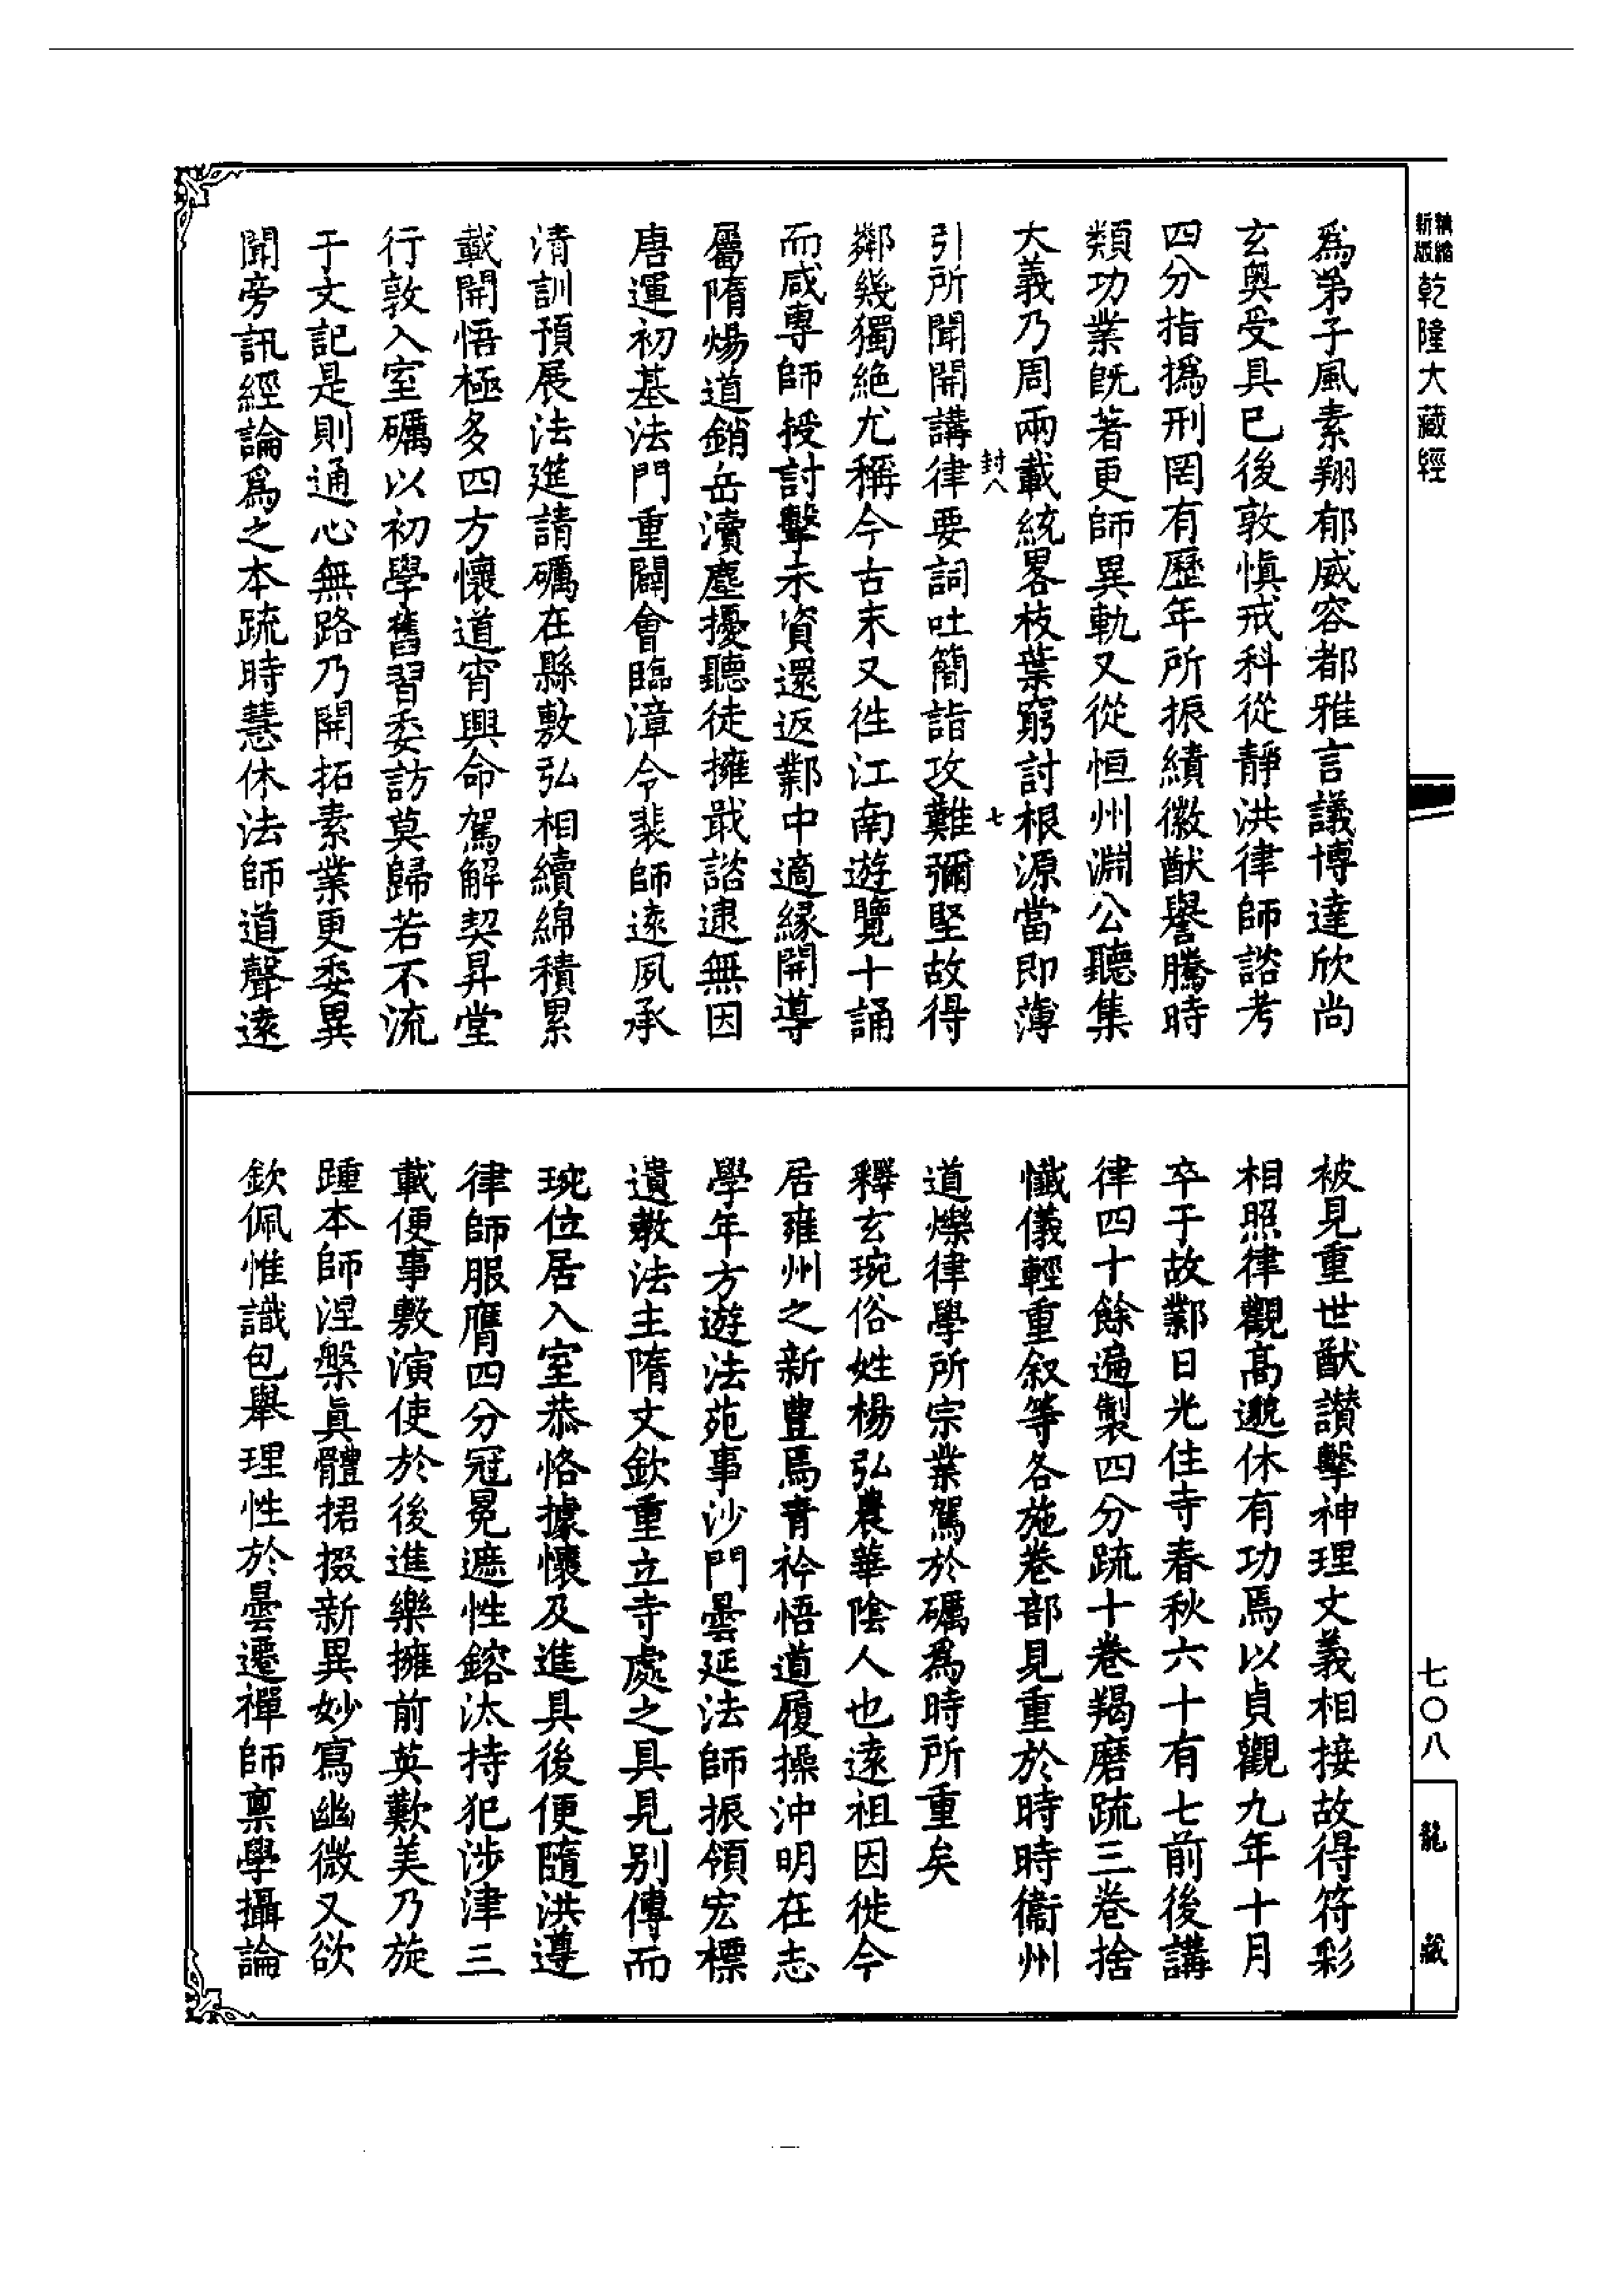 新版
精縮
乾隆大藏經
爲弟子風素翔郁威容都雅言議博達欣尚
玄奥受具已後敦慎戒科從靜洪律師諮考
四分指撝刑罔有歷年所振績徽猷譽騰時
類功業旣著更師異軌又從恒州淵公聽集
大義乃周兩載統畧枝葉窮討根源當即薄
封八
七
引所聞開講律要詞吐簡詣攻難彌堅故得
鄰幾獨絶尤稱今古末又徃江南遊覽十誦
而咸専師授討擊未資還返鄴中適縁開導
屬隋煬道銷岳瀆塵擾聽徒擁戢諮逮無因
唐運初基法門重闢會臨漳令裴師逺夙承
清訓預展法筵請礪在縣敷弘相續綿積累
載開悟極多四方懷道宵興命駕解契昇堂
行敦入室礪以初學舊習委訪莫歸若不流
于文記是則通心無路乃開拓素業更委異
聞旁訊經論爲之本疏時慧休法師道聲逺
被見重世猷讃擊神理文義相接故得符彩
相照律觀高邈休有功焉以貞觀九年十月
卒于故鄴日光住寺春秋六十有七前後講
律四十餘遍製四分疏十卷羯磨疏三卷捨
懺儀輕重叙等各施卷部見重於時時衞州
道爍律學所宗業駕於礪爲時所重矣
釋玄琬俗姓楊弘農華陰人也逺祖因徙今
居雍州之新豐焉青衿悟道履操沖明在志
學年方遊法苑事沙門曇延法師振領宏標
遺敎法主隋文欽重立寺處之具見别傳而
琬位居入室恭恪據懷及進具後便隨洪遵
律師服膺四分冠冕遮性鎔汰持犯涉津三
載便事敷演使於後進樂擁前英歎美乃旋
踵本師涅槃眞體捃掇新異妙寫幽微又欲
欽佩惟識包舉理性於曇遷禪師禀學攝論
七〇八
龍藏